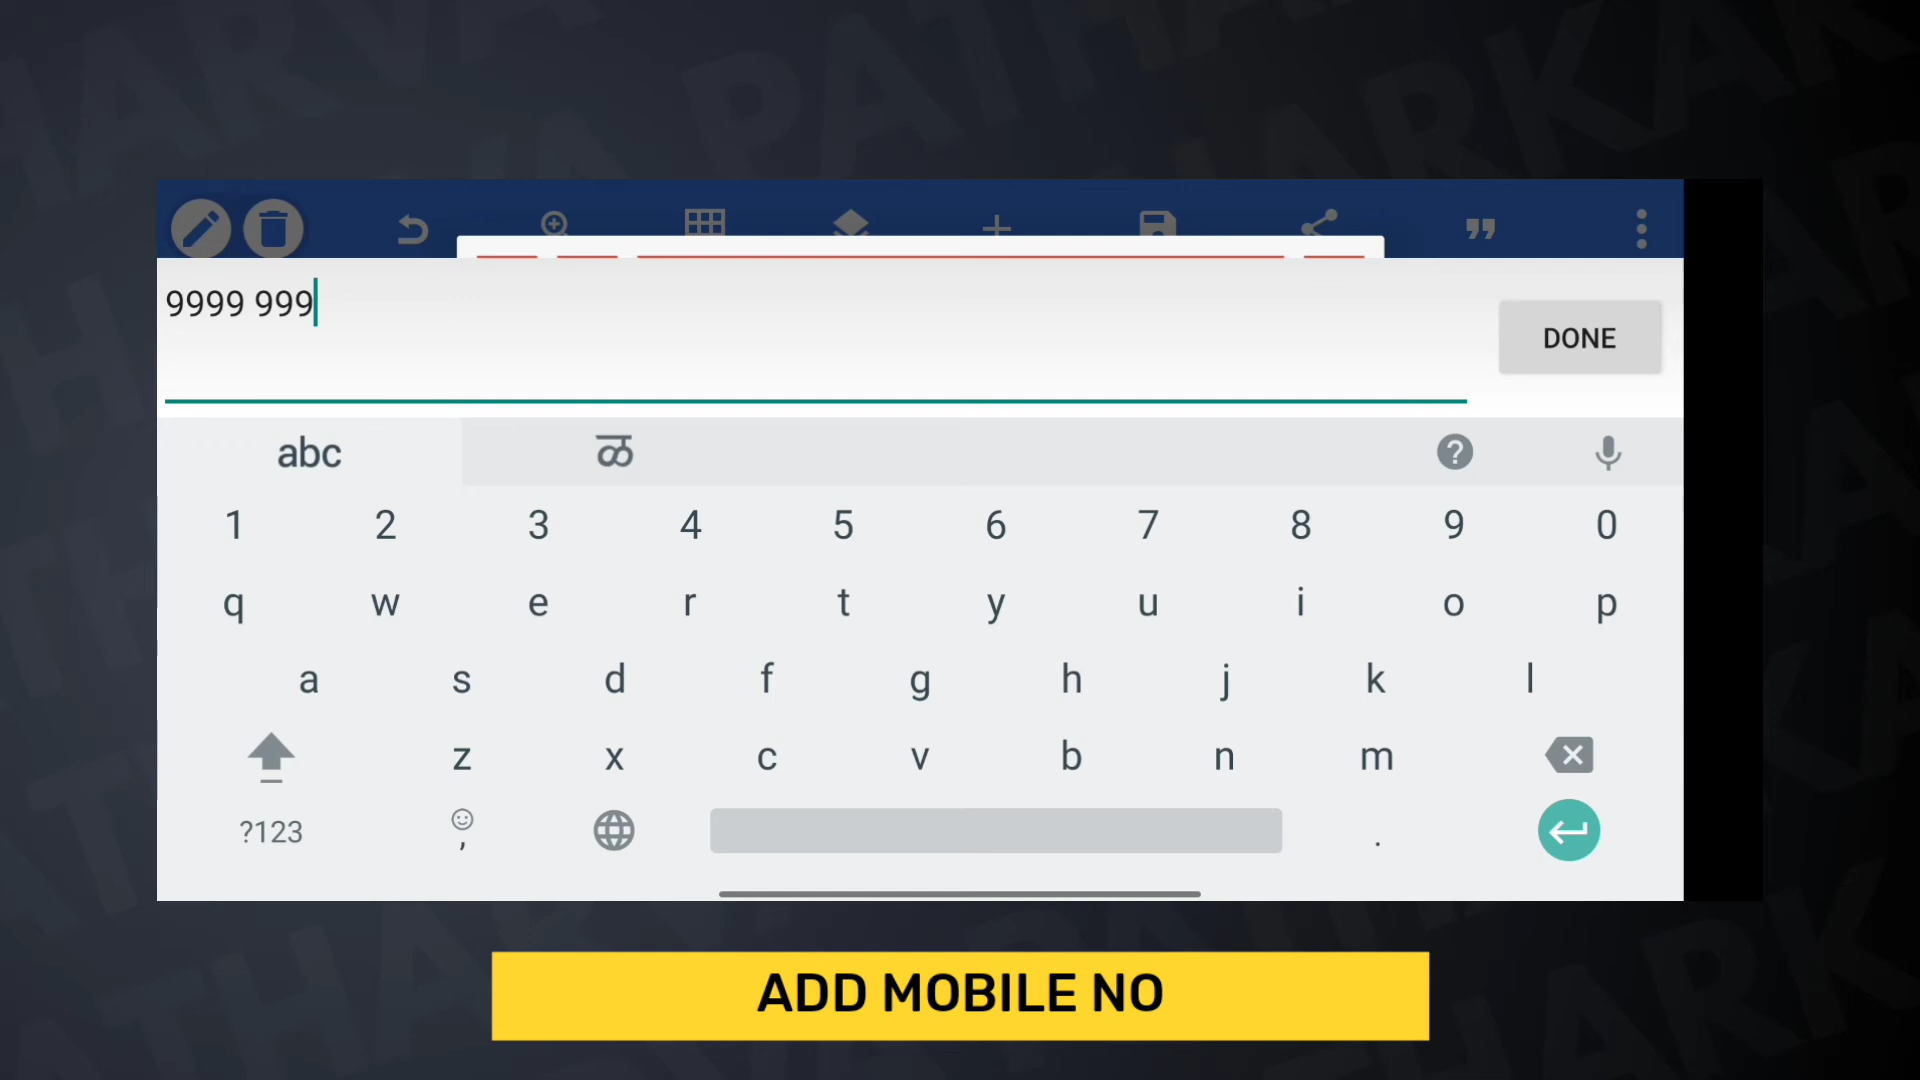 9999 999
DONE
abc ळ
1 2 3 4 5 6 7 8 9 0
q w e r t y u i o p
a s d f g h j k l
z x c v b n m
?123 , .
ADD MOBILE NO